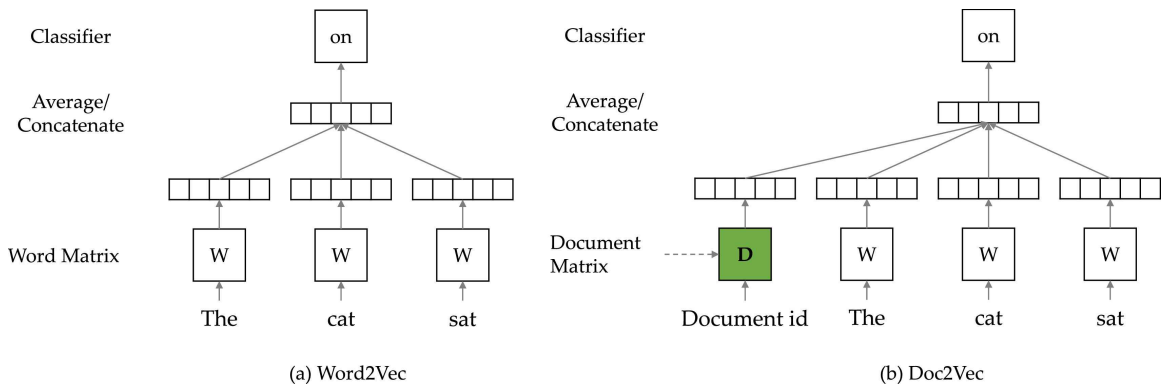 Classifier
on
Average/
Concatenate
Word Matrix
W
W
W
The
cat
sat
(a) Word2Vec
Classifier
on
Average/
Concatenate
Document
Matrix
D
W
W
W
Document id
The
cat
sat
(b) Doc2Vec